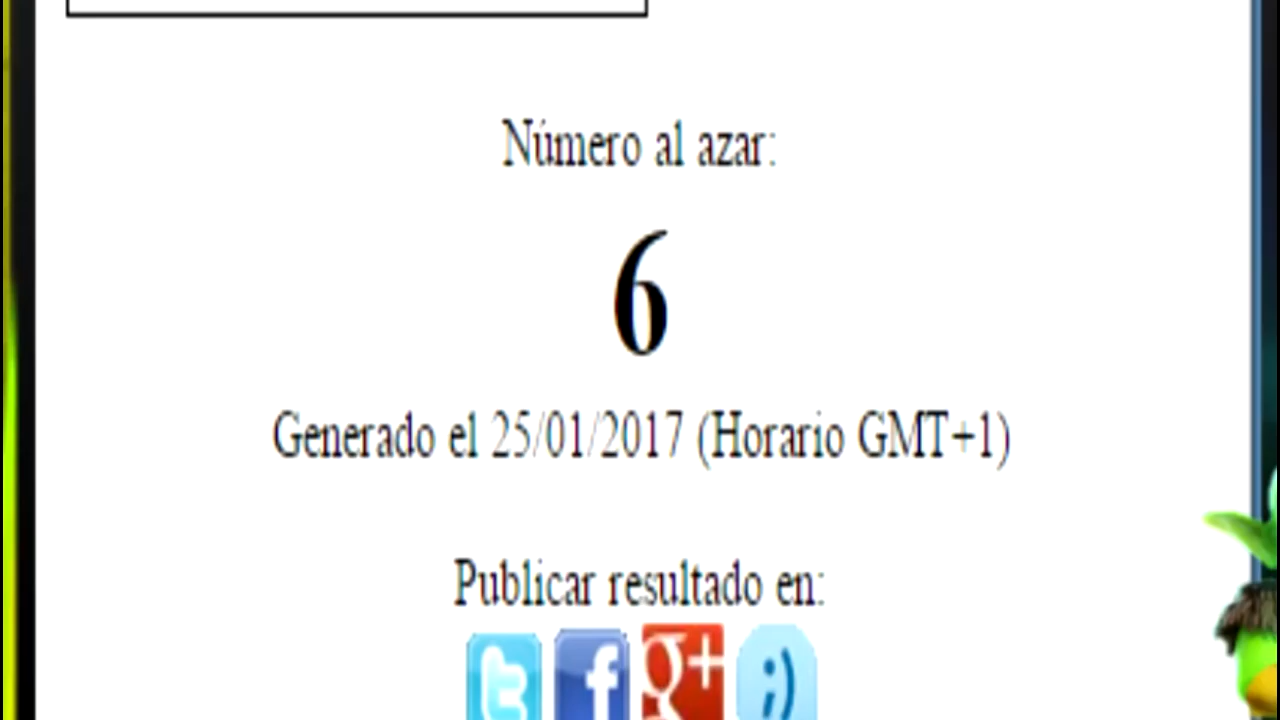 Número al azar:
6
Generado el 25/01/2017 (Horario GMT+1)
Publicar resultado en:
t f g+ ;)